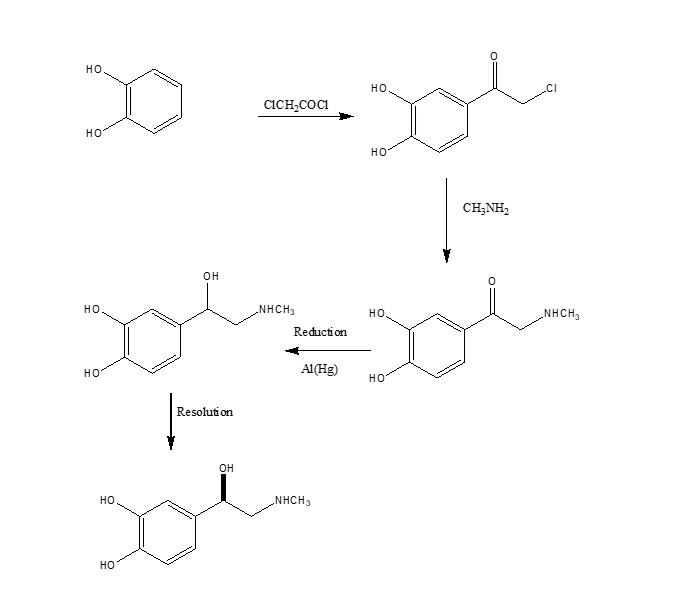 HO
HO
ClCH₂COCl
O
HO
Cl
HO
CH₃NH₂
OH
HO
NHCH₃
HO
Reduction
Al(Hg)
O
HO
NHCH₃
HO
Resolution
OH
HO
NHCH₃
HO